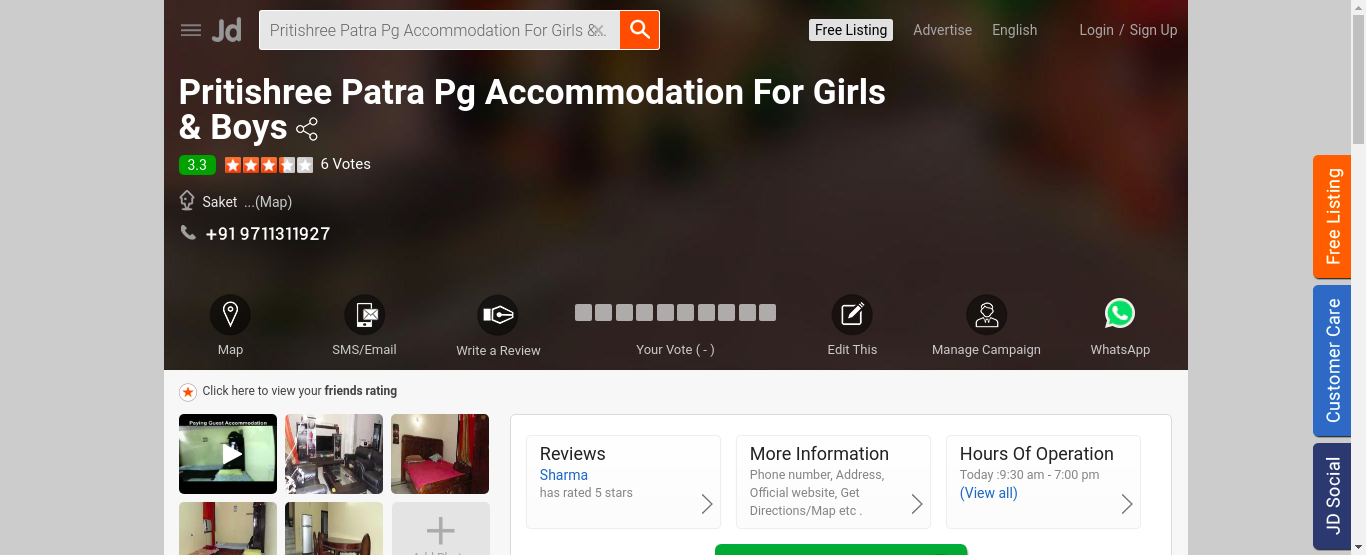 Jd
Pritishree Patra Pg Accommodation For Girls &..
Free Listing
Advertise
English
Login / Sign Up
Pritishree Patra Pg Accommodation For Girls
& Boys
3.3
6 Votes
Saket ...(Map)
+91 9711311927
Map
SMS/Email
Write a Review
Your Vote ( - )
Edit This
Manage Campaign
WhatsApp
Click here to view your friends rating
Paying Guest Accommodation
Reviews
Sharma
has rated 5 stars
More Information
Phone number, Address,
Official website, Get
Directions/Map etc .
Hours Of Operation
Today :9:30 am - 7:00 pm
(View all)
Free Listing
Customer Care
JD Social